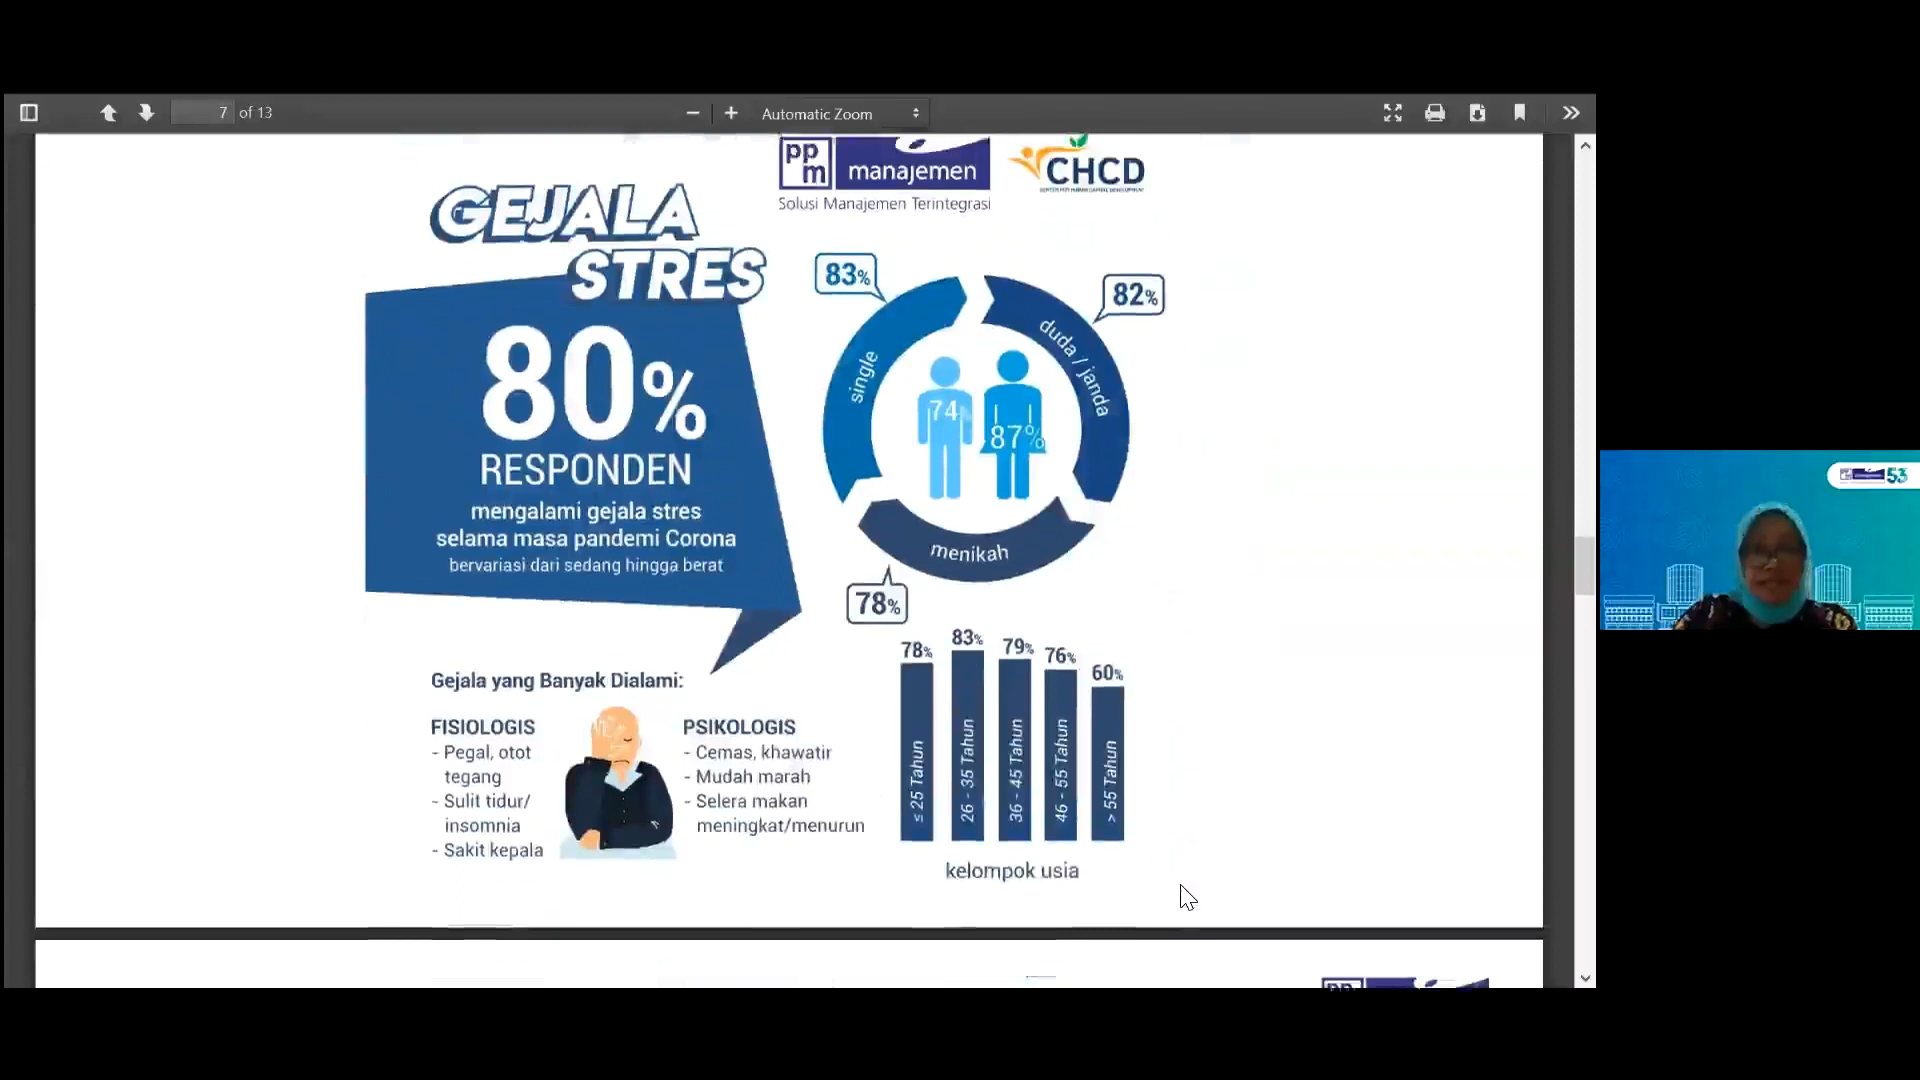 7 of 13
Automatic Zoom
ppm manajemen
Solusi Manajemen Terintegrasi
CHCD
GEJALA
STRES
80%
RESPONDEN
mengalami gejala stres
selama masa pandemi Corona
bervariasi dari sedang hingga berat
83%
single
82%
duda / janda
74
87%
menikah
78%
Gejala yang Banyak Dialami:
FISIOLOGIS
- Pegal, otot
tegang
- Sulit tidur/
insomnia
- Sakit kepala
PSIKOLOGIS
- Cemas, khawatir
- Mudah marah
- Selera makan
meningkat/menurun
78%
83%
79%
76%
60%
≤ 25 Tahun
26 - 35 Tahun
36 - 45 Tahun
46 - 55 Tahun
> 55 Tahun
kelompok usia
53